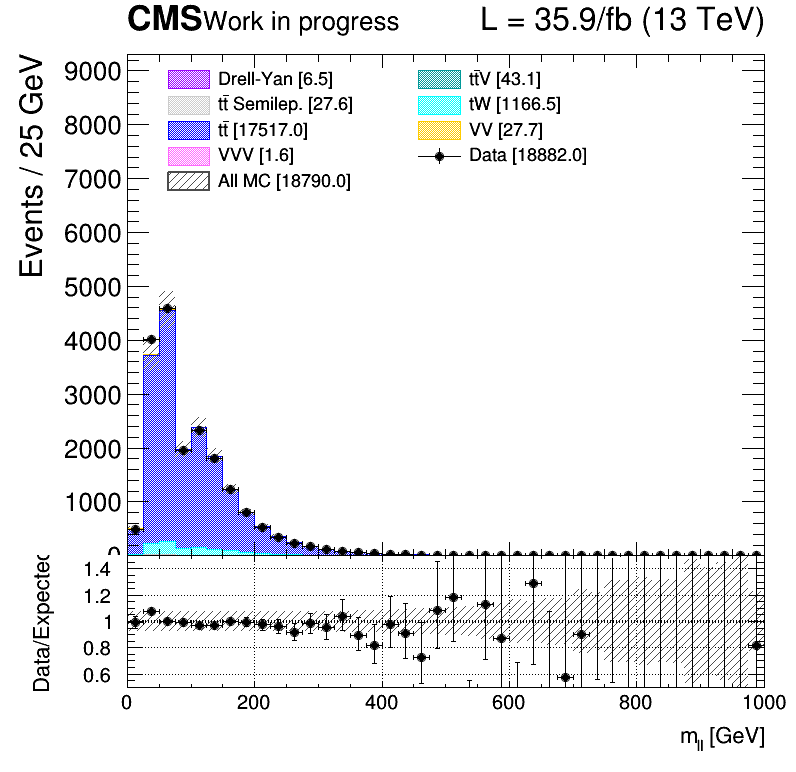 CMS Work in progress L = 35.9/fb (13 TeV)
Events / 25 GeV
9000
8000
7000
6000
5000
4000
3000
2000
1000
0
Drell-Yan [6.5]
tt̄ Semilep. [27.6]
tt̄ [17517.0]
VVV [1.6]
All MC [18790.0]
tt̄V [43.1]
tW [1166.5]
VV [27.7]
Data [18882.0]
Data/Expected
1.4
1.2
1
0.8
0.6
0 200 400 600 800 1000
m_ll [GeV]